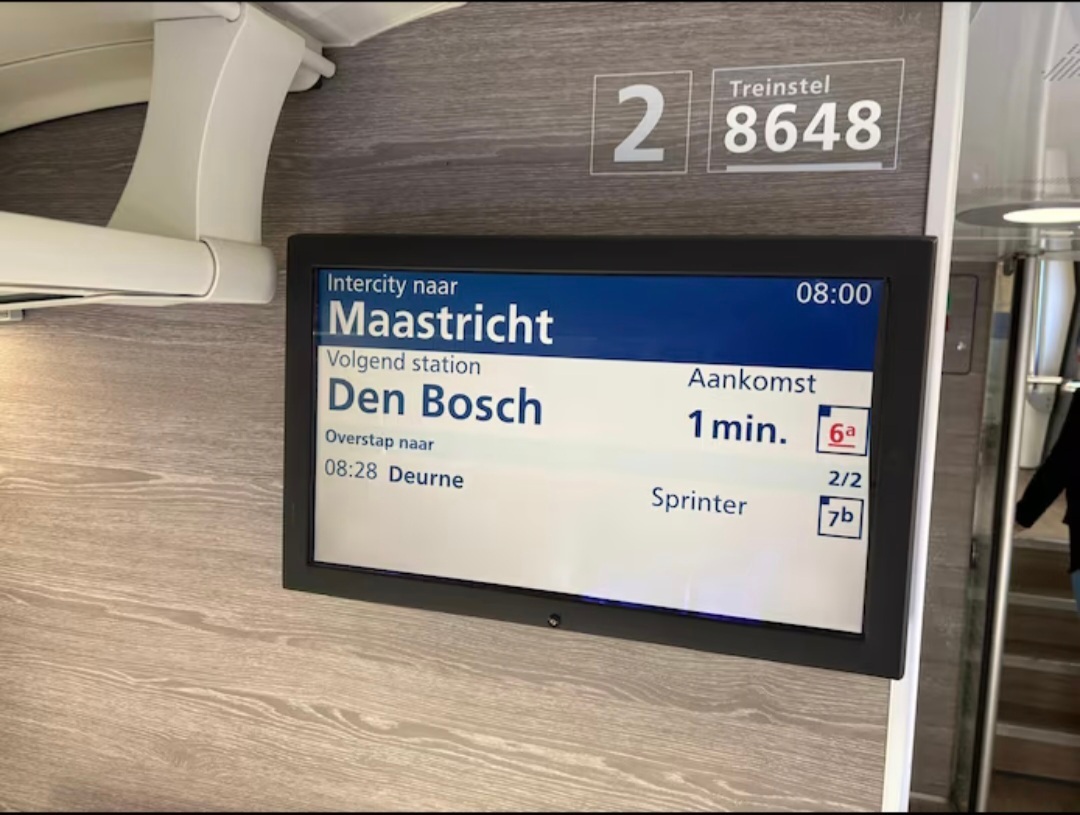 2
Treinstel
8648
Intercity naar
08:00
Maastricht
Volgend station
Aankomst
Den Bosch
1 min.
6a
Overstap naar
2/2
08:28 Deurne
Sprinter
7b